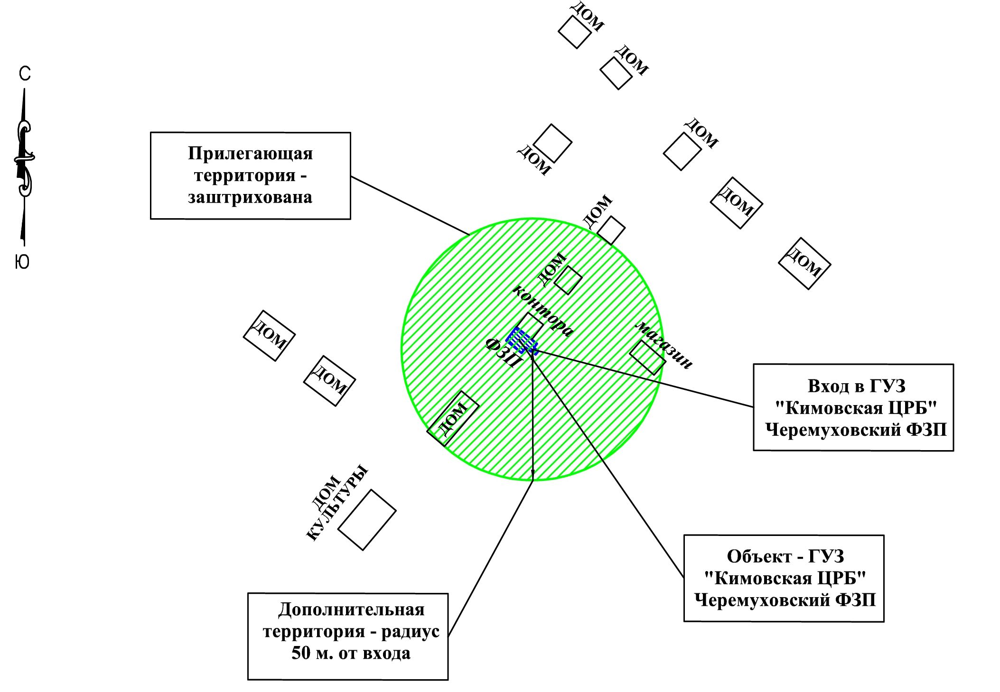 ДОМ
ДОМ
С
ДОМ
ДОМ
Прилегающая
территория -
заштрихована
ДОМ
ДОМ
ДОМ
Ю
ДОМ
контора
ДОМ
магазин
ФЗП
ДОМ
Вход в ГУЗ
"Кимовская ЦРБ"
Черемуховский ФЗП
ДОМ
ДОМ
КУЛЬТУРЫ
Объект - ГУЗ
"Кимовская ЦРБ"
Черемуховский ФЗП
Дополнительная
территория - радиус
50 м. от входа